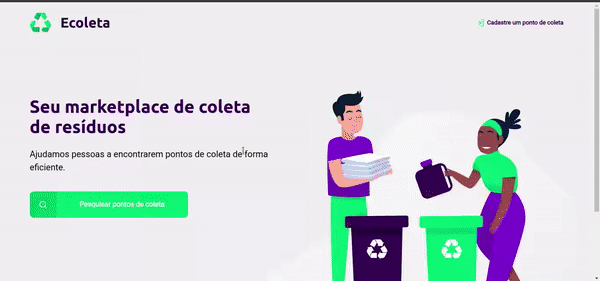 Ecoleta
Cadastre um ponto de coleta
Seu marketplace de coleta
de resíduos
Ajudamos pessoas a encontrarem pontos de coleta de forma
eficiente.
Pesquisar pontos de coleta